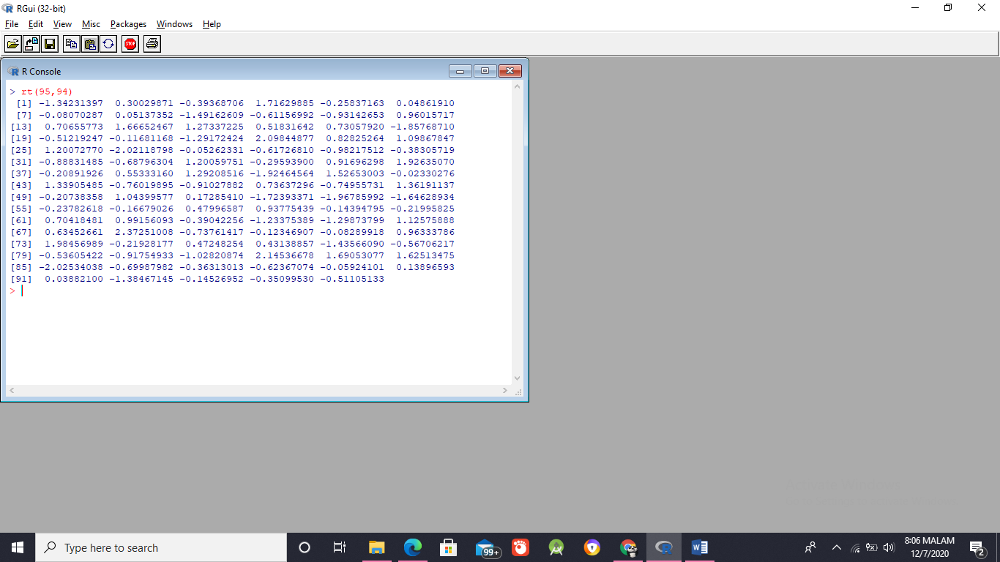 RGui (32-bit)
File Edit View Misc Packages Windows Help
STOP
R Console
> rt(95,94)
[1] -1.34231397 0.30029871 -0.39368706 1.71629885 -0.25837163 0.04861910
[7] -0.08070287 0.05137352 -1.49162609 -0.61156992 -0.93142653 0.96015717
[13] 0.70655773 1.66652467 1.27337225 0.51831642 0.73057920 -1.85768710
[19] -0.51219247 -0.11681168 -1.29172424 2.09844877 0.82825264 1.09867847
[25] 1.20072770 -2.02118798 -0.05262331 -0.61726810 -0.98217512 -0.38305719
[31] -0.88831485 -0.68796304 1.20059751 -0.29593900 0.91696298 1.92635070
[37] -0.20891926 0.55333160 1.29208516 -1.92464564 1.52653003 -0.02330276
[43] 1.33905485 -0.76019895 -0.91027882 0.73637296 -0.74955731 1.36191137
[49] -0.20738358 1.04399577 0.17285410 -1.72393371 -1.96785992 -1.64628934
[55] -0.23782618 -0.16679026 0.47996587 0.93775439 -0.14394795 -0.21995825
[61] 0.70418481 0.99156093 -0.39042256 -1.23375389 -1.29873799 1.12575888
[67] 0.63452661 2.37251008 -0.73761417 -0.12346907 -0.08289918 0.96333786
[73] 1.98456989 -0.21928177 0.47248254 0.43138857 -1.43566090 -0.56706217
[79] -0.53605422 -0.91754933 -1.02820874 2.14536678 1.69053077 1.62513475
[85] -2.02534038 -0.69987982 -0.36313013 -0.62367074 -0.05924101 0.13896593
[91] 0.03882100 -1.38467145 -0.14526952 -0.35099530 -0.51105133
>
Type here to search
99+
8:06 MALAM
12/7/2020
2